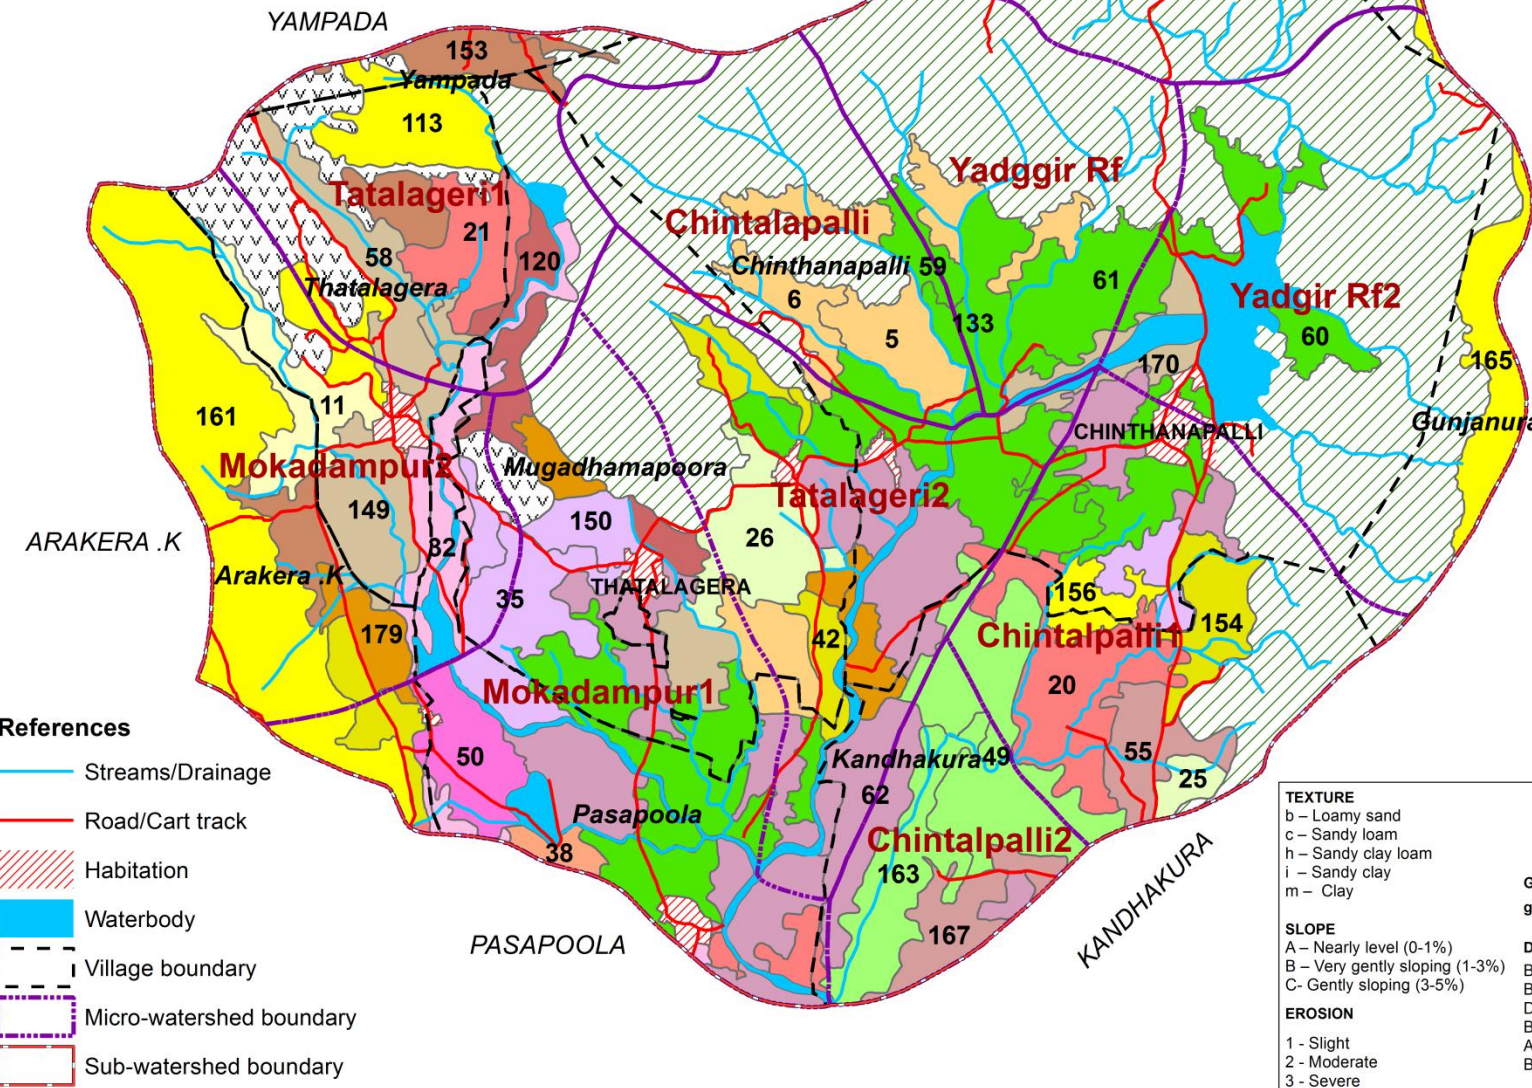 YAMPADA
153
Yampada
113
Tatalageri1
21
58
120
Thatalagera
Yadggir Rf
Chintalapalli
Chinthanapalli
59
6
61
5
133
Yadgir Rf2
60
170
165
161
11
Gunjanura
CHINTHANAPALLI
Mokadampur2
Mugadhamapoora
Tatalageri2
149
150
26
ARAKERA .K
82
Arakera .K
THATALAGERA
35
156
179
42
154
Chintalpalli1
20
Mokadampur1
50
Kandhakura
49
55
25
62
Pasapoola
38
Chintalpalli2
163
167
PASAPOOLA
KANDHAKURA
References
Streams/Drainage
Road/Cart track
Habitation
Waterbody
Village boundary
Micro-watershed boundary
Sub-watershed boundary
TEXTURE
b – Loamy sand
c – Sandy loam
h – Sandy clay loam
i – Sandy clay
m – Clay
SLOPE
A – Nearly level (0-1%)
B – Very gently sloping (1-3%)
C- Gently sloping (3-5%)
EROSION
1 - Slight
2 - Moderate
3 - Severe
G
g
D
B
B
D
B
A
B